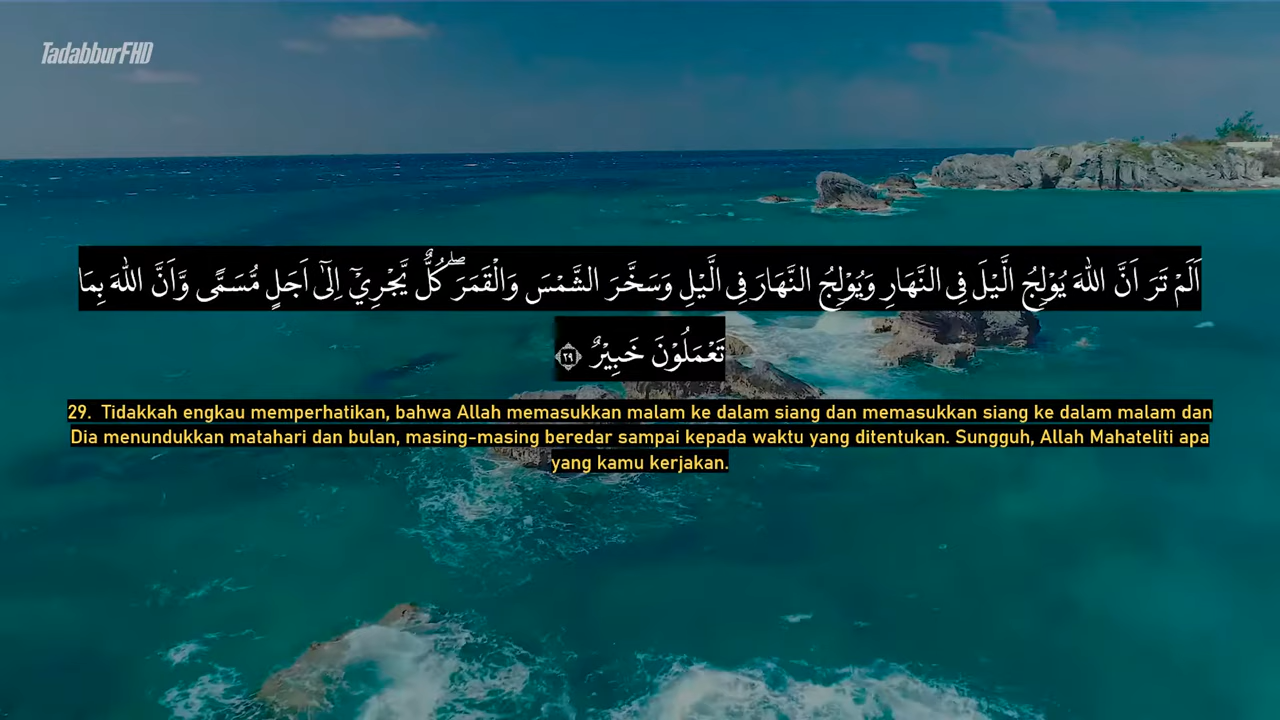 TadabburFHD
اَلَمْ تَرَ اَنَّ اللّٰهَ يُوْلِجُ الَّيْلَ فِى النَّهَارِ وَيُوْلِجُ النَّهَارَ فِى الَّيْلِ وَسَخَّرَ الشَّمْسَ وَالْقَمَرَۖ كُلٌّ يَّجْرِيْٓ اِلٰٓى اَجَلٍ مُّسَمًّى وَّاَنَّ اللّٰهَ بِمَا
تَعْمَلُوْنَ خَبِيْرٌ ۝٢٩
29. Tidakkah engkau memperhatikan, bahwa Allah memasukkan malam ke dalam siang dan memasukkan siang ke dalam malam dan
Dia menundukkan matahari dan bulan, masing-masing beredar sampai kepada waktu yang ditentukan. Sungguh, Allah Mahateliti apa
yang kamu kerjakan.